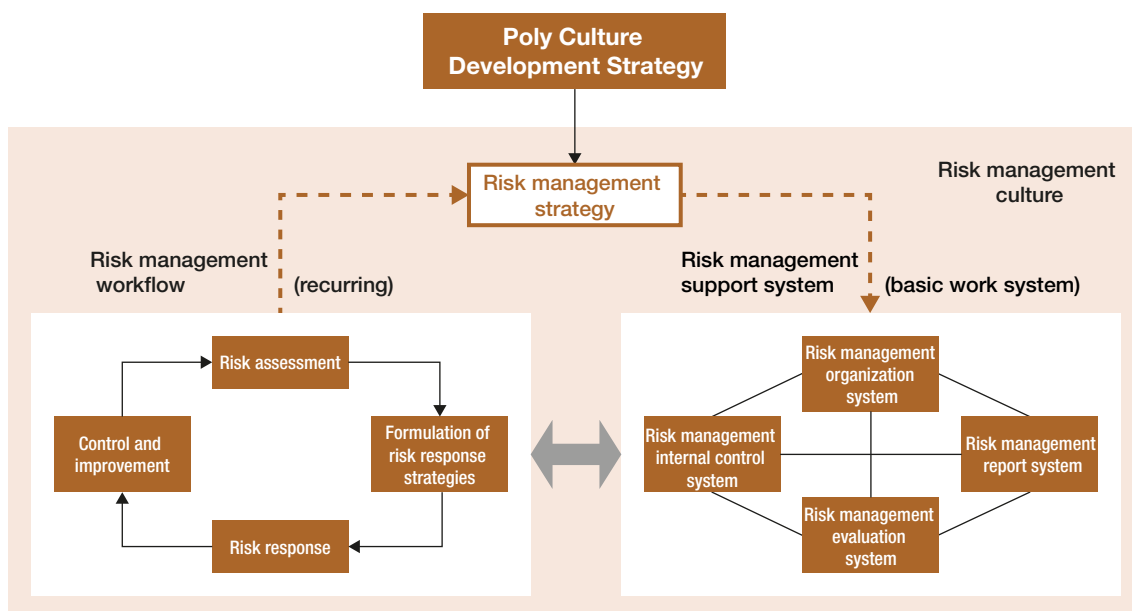 Poly Culture
Development Strategy
Risk management
strategy
Risk management
culture
Risk management
workflow
(recurring)
Risk management
support system
(basic work system)
Risk assessment
Control and
improvement
Formulation of
risk response
strategies
Risk response
Risk management
organization
system
Risk management
internal control
system
Risk management
report system
Risk management
evaluation
system